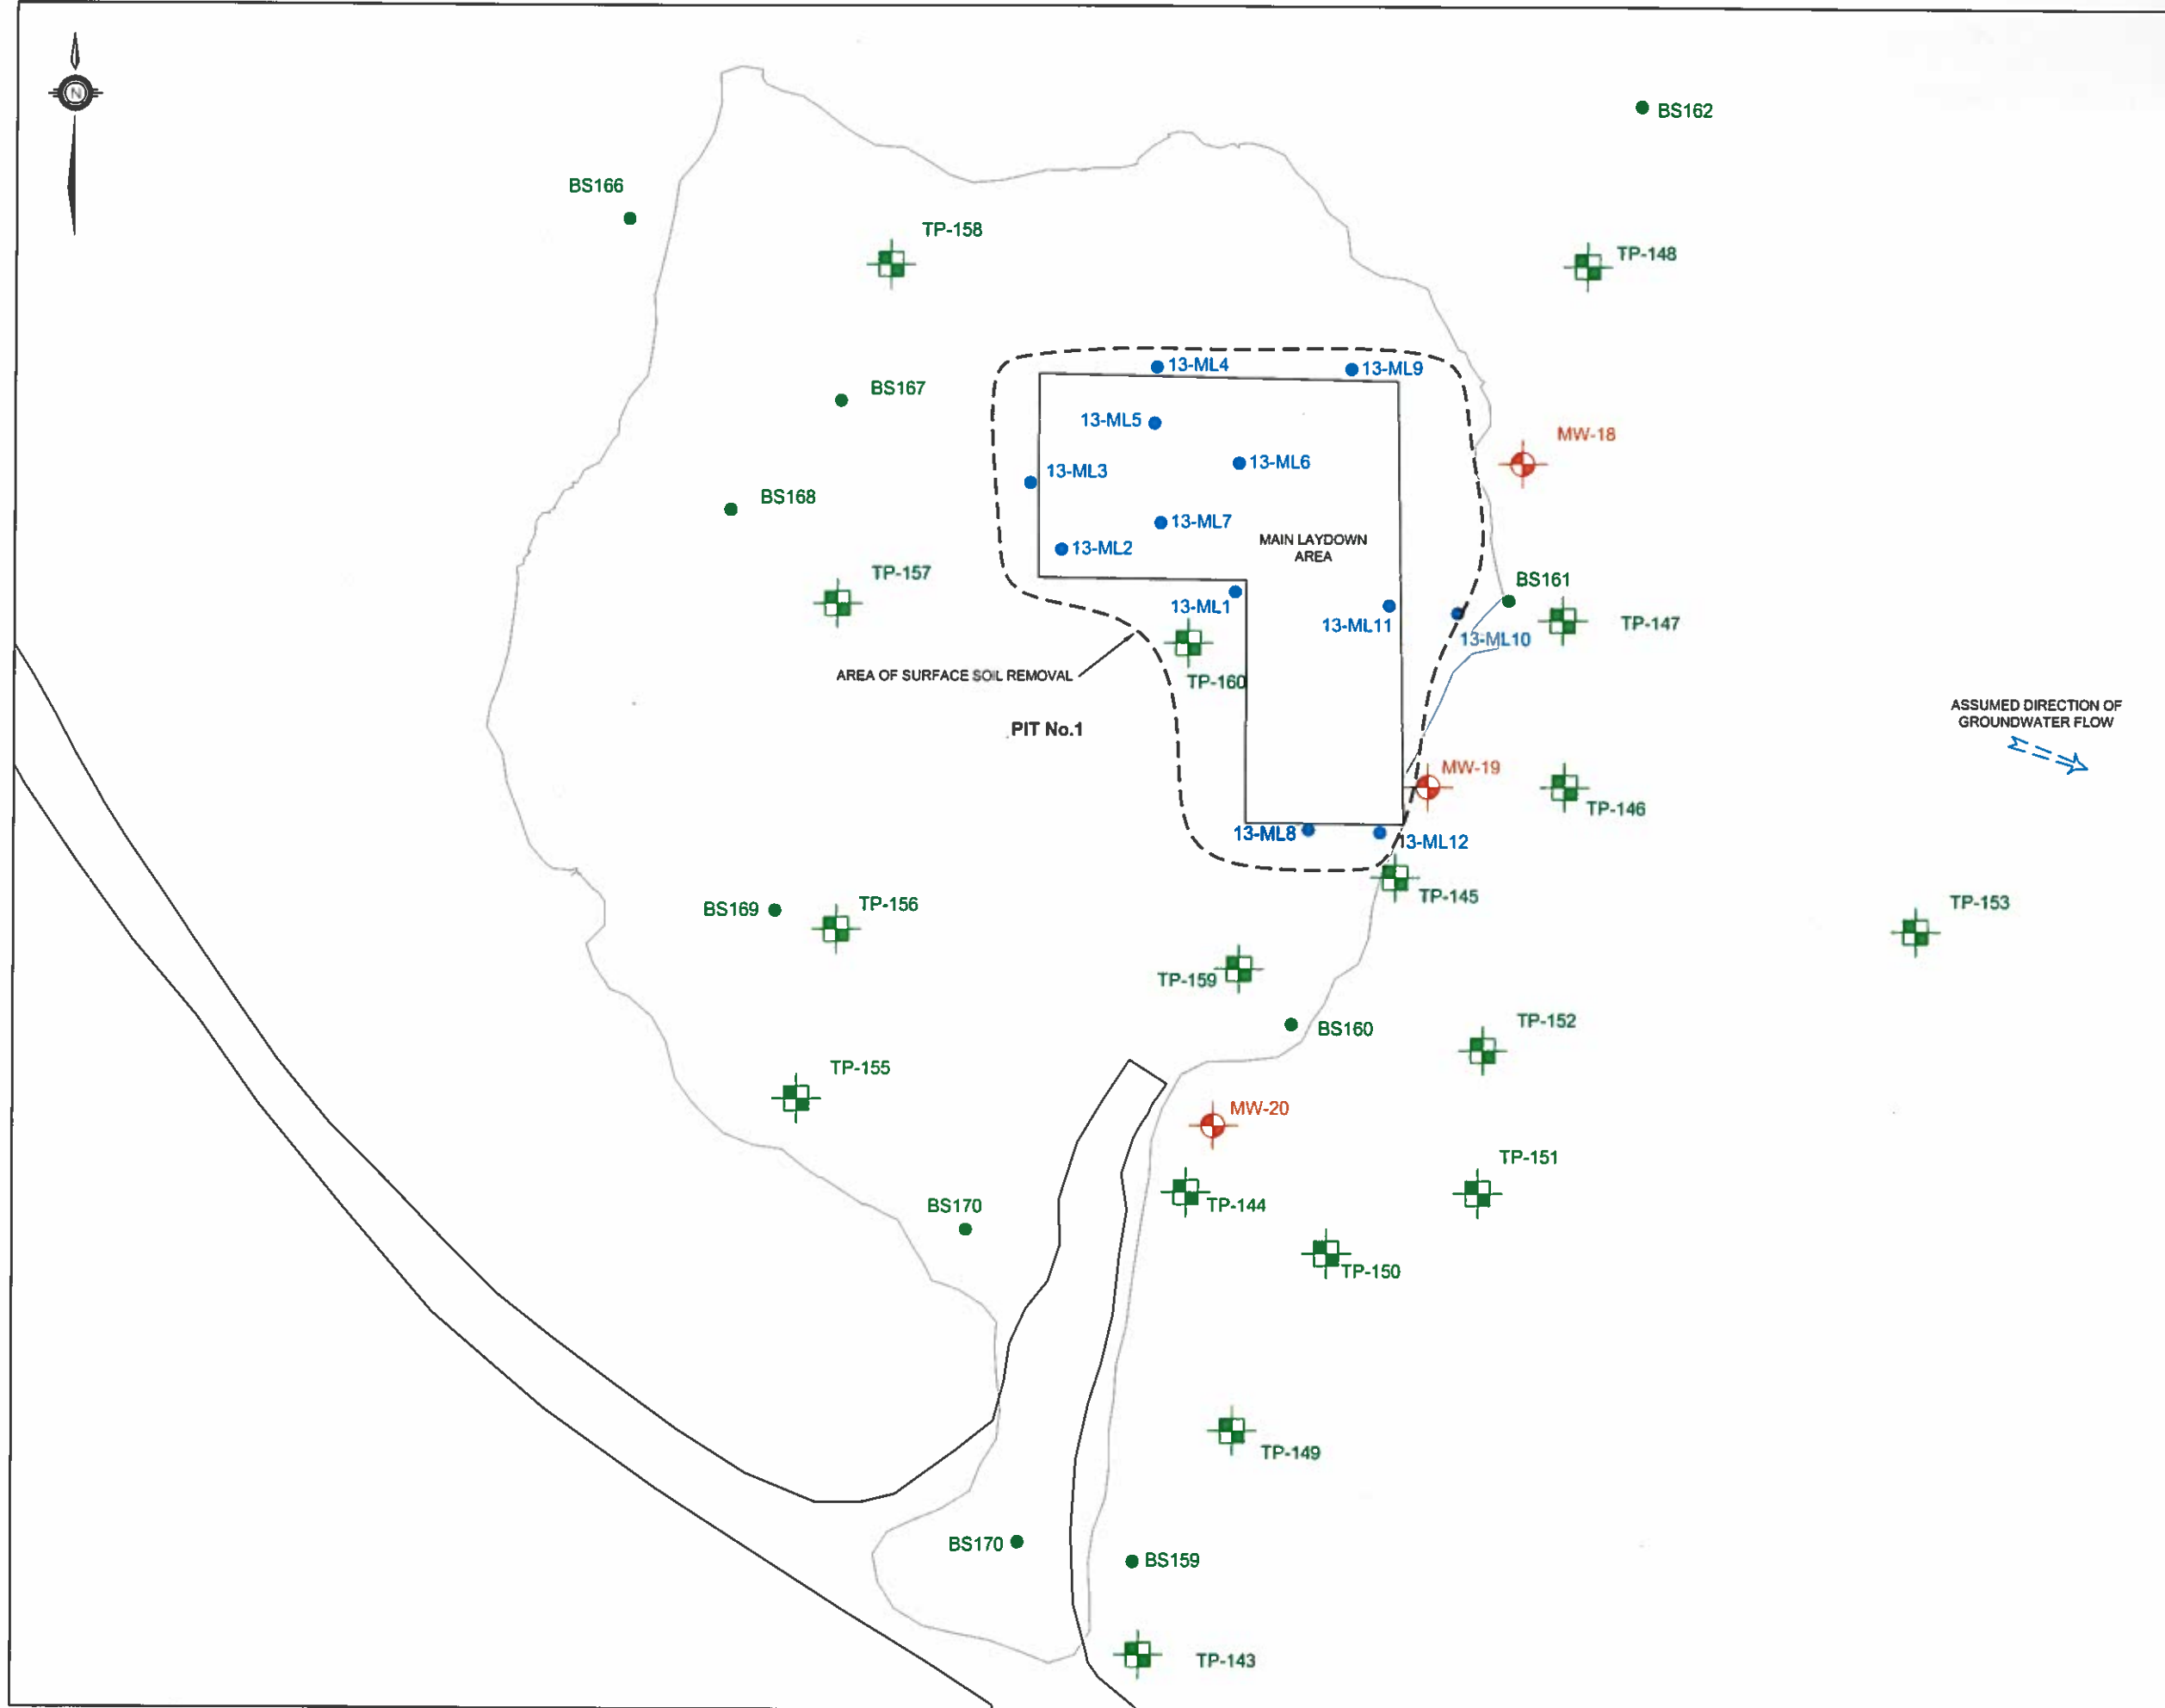 N
BS162
BS166
TP-158
TP-148
13-ML4
13-ML9
BS167
13-ML5
MW-18
13-ML3
13-ML6
BS168
13-ML7
MAIN LAYDOWN
AREA
13-ML2
TP-157
BS161
13-ML1
13-ML11
TP-147
13-ML10
AREA OF SURFACE SOIL REMOVAL
TP-160
PIT No.1
ASSUMED DIRECTION OF
GROUNDWATER FLOW
MW-19
TP-146
13-ML8
13-ML12
TP-145
BS169
TP-156
TP-153
TP-159
BS160
TP-152
TP-155
MW-20
TP-151
BS170
TP-144
TP-150
TP-149
BS170
BS159
TP-143